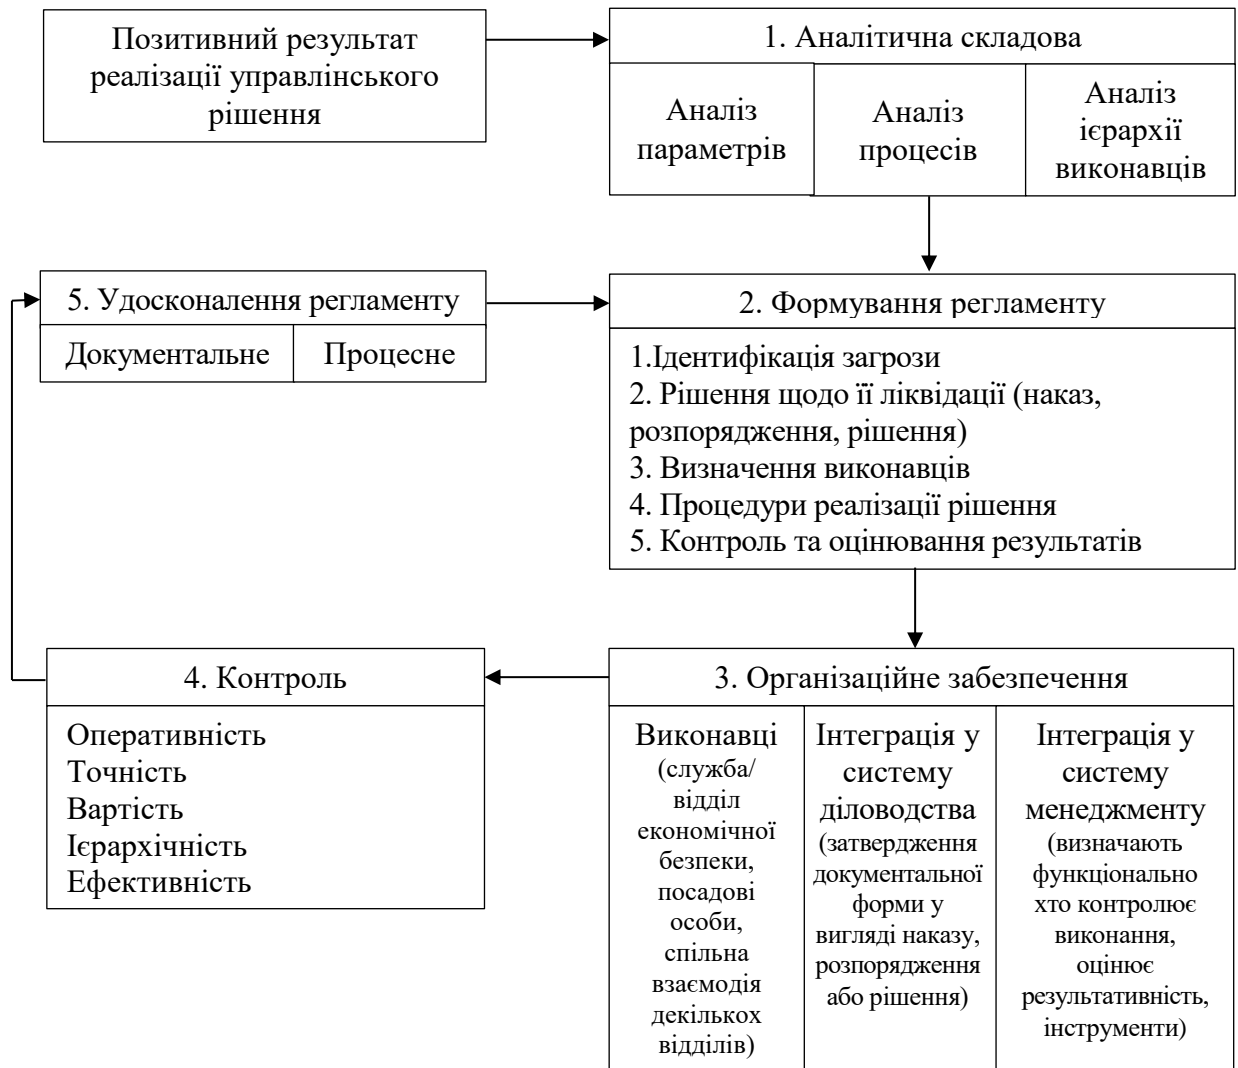 Позитивний результат
реалізації управлінського
рішення
1. Аналітична складова
Аналіз
параметрів
Аналіз
процесів
Аналіз
ієрархії
виконавців
5. Удосконалення регламенту
Документальне
Процесне
2. Формування регламенту
1.Ідентифікація загрози
2. Рішення щодо її ліквідації (наказ,
розпорядження, рішення)
3. Визначення виконавців
4. Процедури реалізації рішення
5. Контроль та оцінювання результатів
4. Контроль
Оперативність
Точність
Вартість
Ієрархічність
Ефективність
3. Організаційне забезпечення
Виконавці
(служба/
відділ
економічної
безпеки,
посадові
особи,
спільна
взаємодія
декількох
відділів)
Інтеграція у
систему
діловодства
(затвердження
документальної
форми у
вигляді наказу,
розпорядження
або рішення)
Інтеграція у
систему
менеджменту
(визначають
функціонально
хто контролює
виконання,
оцінює
результативність,
інструменти)